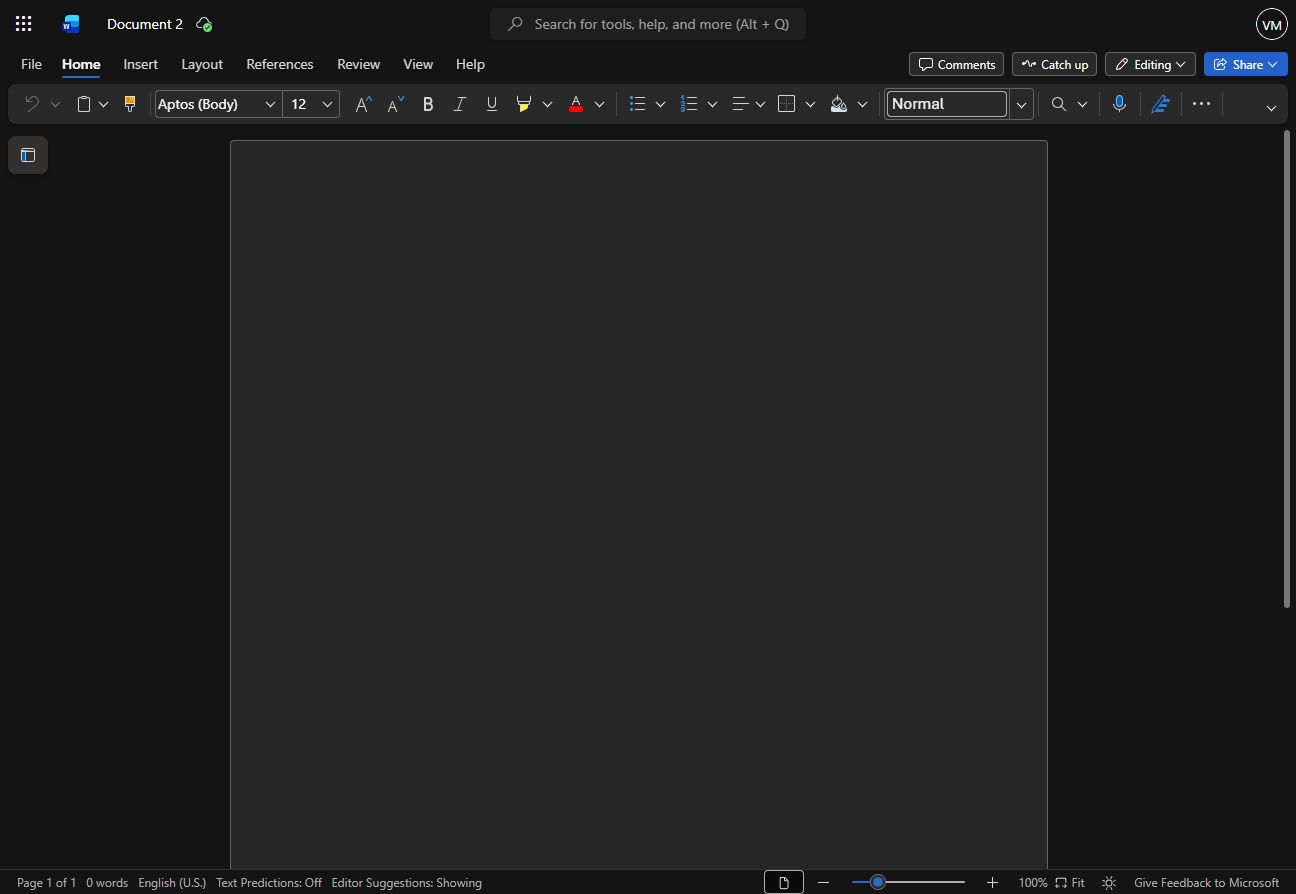 Document 2
Search for tools, help, and more (Alt + Q)
VM
File Home Insert Layout References Review View Help
Comments Catch up Editing Share
Aptos (Body) 12 Normal
Page 1 of 1 0 words English (U.S.) Text Predictions: Off Editor Suggestions: Showing 100% Fit Give Feedback to Microsoft